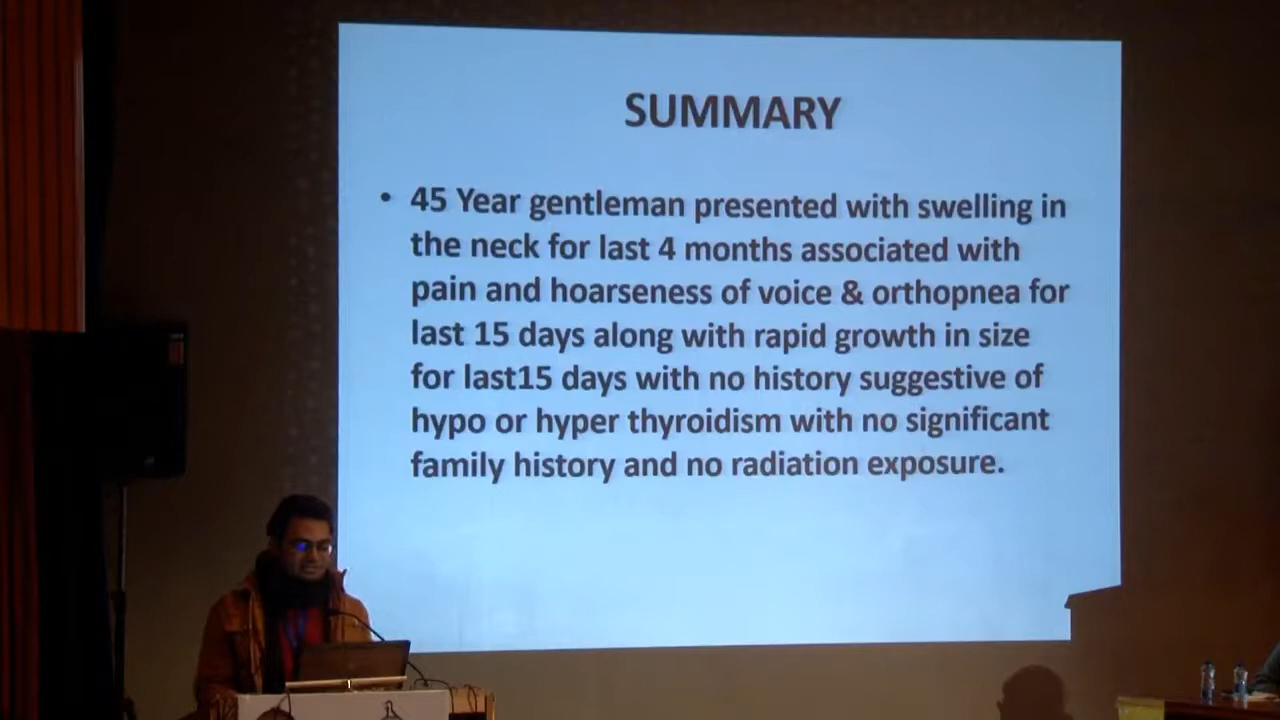 SUMMARY
• 45 Year gentleman presented with swelling in
the neck for last 4 months associated with
pain and hoarseness of voice & orthopnea for
last 15 days along with rapid growth in size
for last15 days with no history suggestive of
hypo or hyper thyroidism with no significant
family history and no radiation exposure.